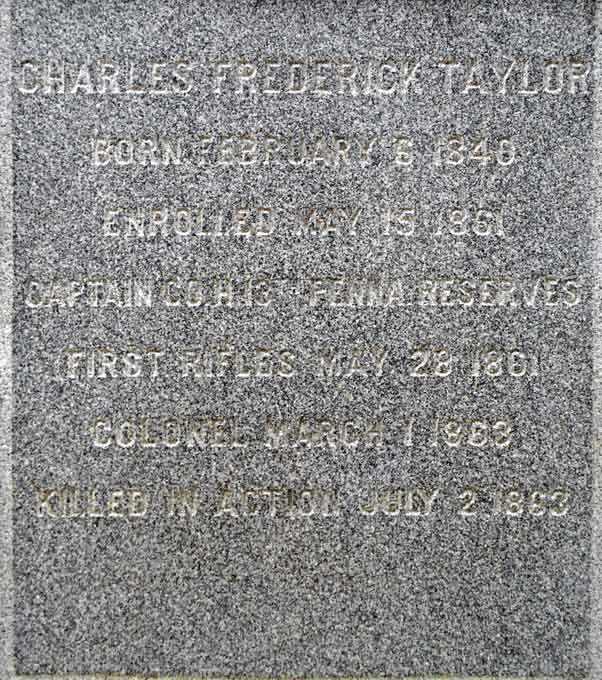 CHARLES FREDERICK TAYLOR
BORN FEBRUARY 6 1840
ENROLLED MAY 15 1861
CAPTAIN CO. H 13 PENNA RESERVES
(FIRST RIFLES MAY 28 1861
COLONEL MARCH 1 1863
KILLED IN ACTION JULY 2 1863